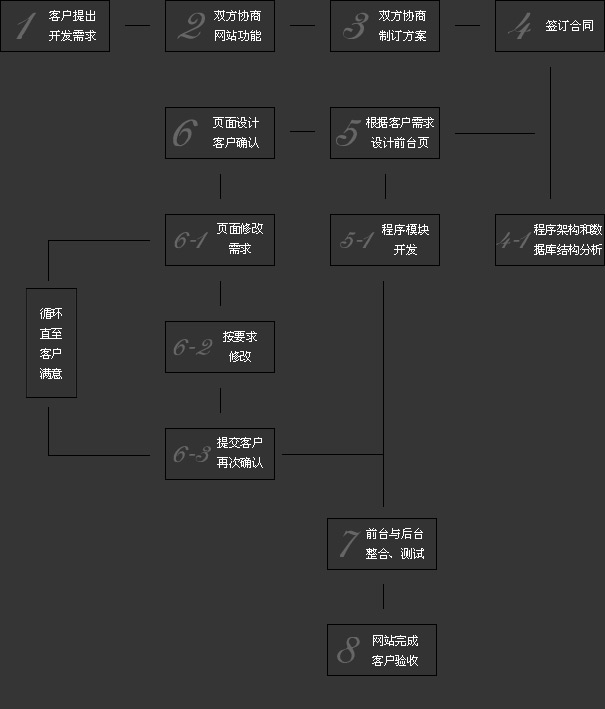 1
客户提出
开发需求
2
双方协商
网站功能
3
双方协商
制订方案
4
签订合同
6
页面设计
客户确认
5
根据客户需求
设计前台页
6-1
页面修改
需求
5-1
程序模块
开发
4-1
程序架构和数
据库结构分析
循环
直至
客户
满意
6-2
按要求
修改
6-3
提交客户
再次确认
7
前台与后台
整合、测试
8
网站完成
客户验收